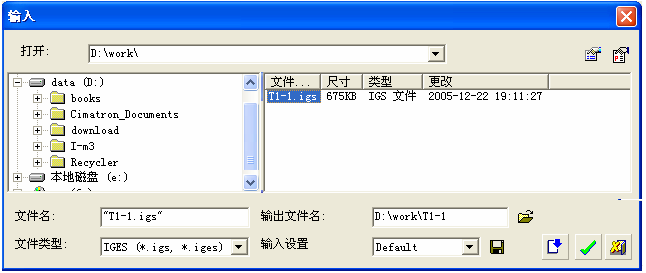 输入
打开: D:\work\
data (D:)
books
Cimatron_Documents
download
I-m3
Recycler
本地磁盘 (e:)
文件... 尺寸 类型 更改
T1-1.igs 675KB IGS 文件 2005-12-22 19:11:27
文件名: "T1-1.igs" 输出文件名: D:\work\T1-1
文件类型: IGES (*.igs, *.iges) 输入设置 Default